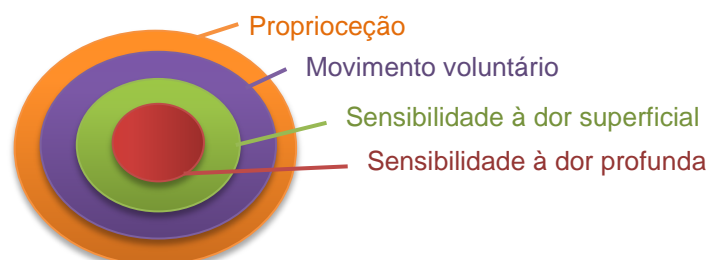 Proprioceção
Movimento voluntário
Sensibilidade à dor superficial
Sensibilidade à dor profunda